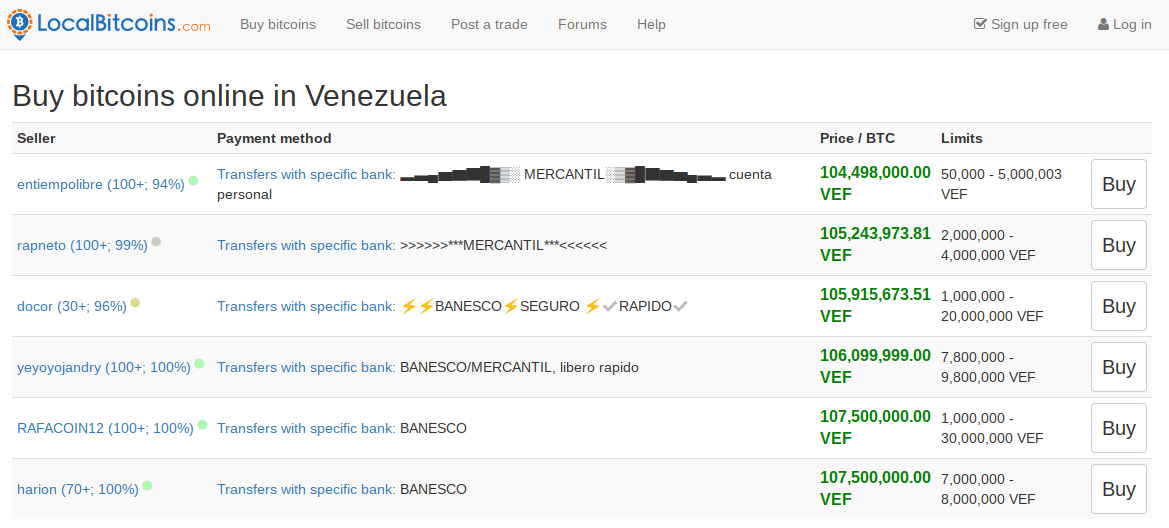 LocalBitcoins.com Buy bitcoins Sell bitcoins Post a trade Forums Help Sign up free Log in
Buy bitcoins online in Venezuela
Seller Payment method Price / BTC Limits
entiempolibre (100+; 94%) Transfers with specific bank: ▂▃▄▅▆▇█▓▒░ MERCANTIL░▒▓█▇▆▅▄▃▂ cuenta
personal
104,498,000.00
VEF
50,000 - 5,000,003
VEF
Buy
rapneto (100+; 99%) Transfers with specific bank: >>>>>>***MERCANTIL***<<<<<<
105,243,973.81
VEF
2,000,000 -
4,000,000 VEF
Buy
docor (30+; 96%) Transfers with specific bank: ⚡⚡BANESCO⚡SEGURO ⚡✔RAPIDO✔
105,915,673.51
VEF
1,000,000 -
20,000,000 VEF
Buy
yeyoyojandry (100+; 100%) Transfers with specific bank: BANESCO/MERCANTIL, libero rapido
106,099,999.00
VEF
7,800,000 -
9,800,000 VEF
Buy
RAFACOIN12 (100+; 100%) Transfers with specific bank: BANESCO
107,500,000.00
VEF
1,000,000 -
30,000,000 VEF
Buy
harion (70+; 100%) Transfers with specific bank: BANESCO
107,500,000.00
VEF
7,000,000 -
8,000,000 VEF
Buy